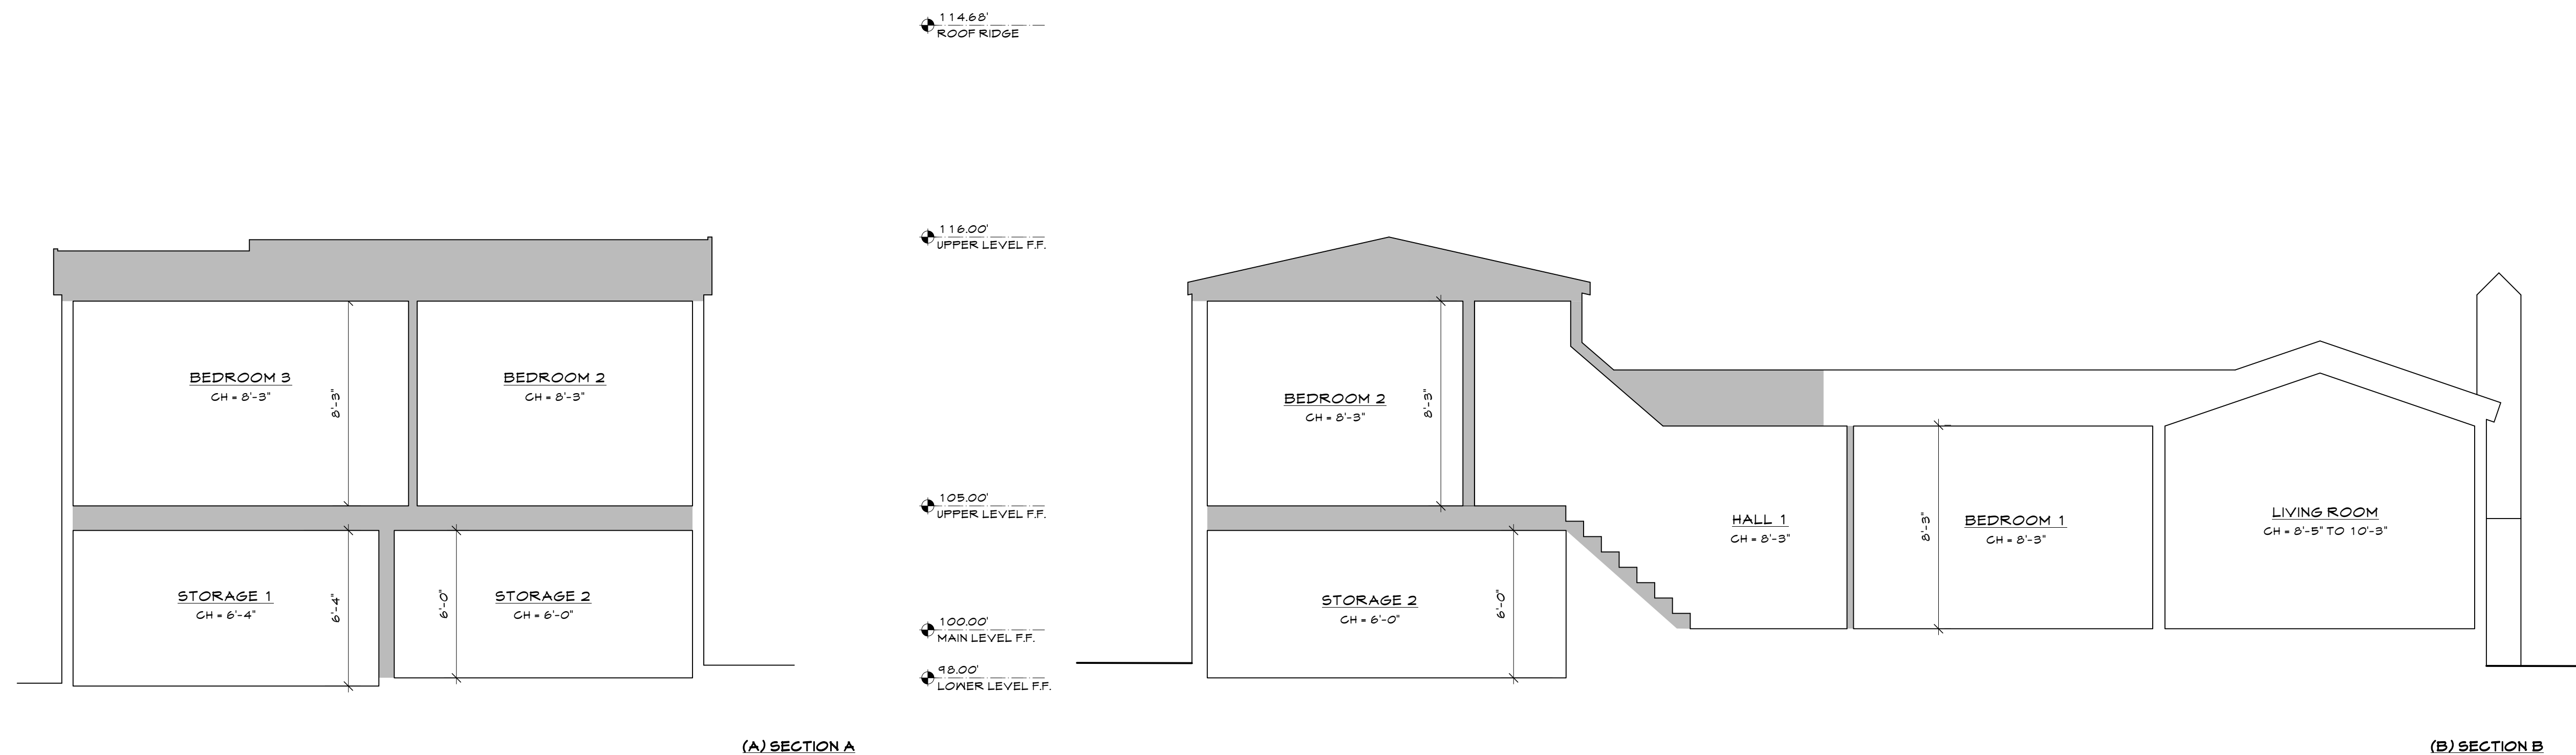 114.68'
ROOF RIDGE
116.00'
UPPER LEVEL F.F.
BEDROOM 3
CH = 8'-3"
8'-3"
BEDROOM 2
CH = 8'-3"
105.00'
UPPER LEVEL F.F.
STORAGE 1
CH = 6'-4"
6'-4"
6'-0"
STORAGE 2
CH = 6'-0"
100.00'
MAIN LEVEL F.F.
98.00'
LOWER LEVEL F.F.
(A) SECTION A
BEDROOM 2
CH = 8'-3"
8'-3"
STORAGE 2
CH = 6'-0"
6'-0"
HALL 1
CH = 8'-3"
8'-3"
BEDROOM 1
CH = 8'-3"
LIVING ROOM
CH = 8'-5" TO 10'-3"
(B) SECTION B